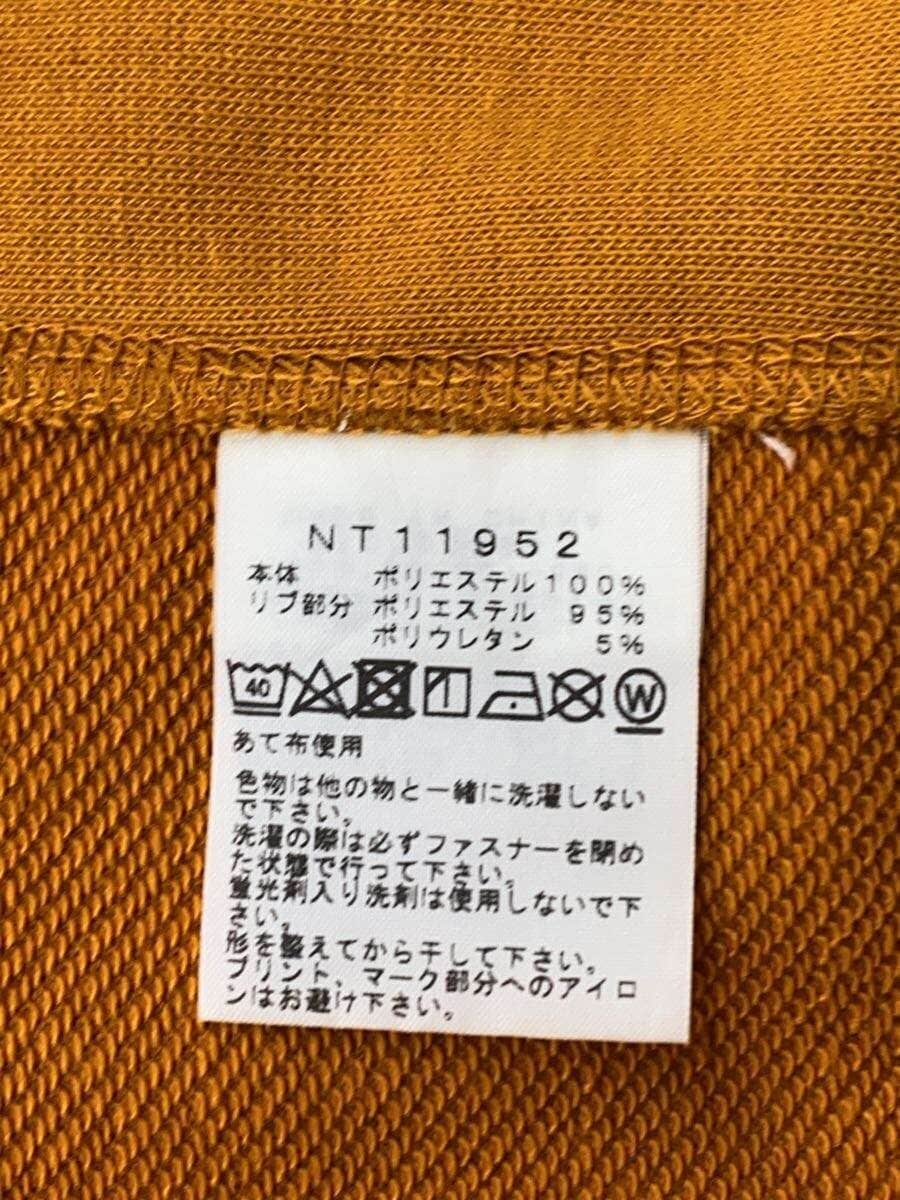 NT11952
本体 ポリエステル100%
リブ部分 ポリエステル 95%
ポリウレタン 5%
40 W
あて布使用
色物は他の物と一緒に洗濯しない
で下さい。
洗濯の際は必ずファスナーを閉め
た状態で行って下さい。
蛍光剤入り洗剤は使用しないで下
さい。
形を整えてから干して下さい。
プリント、マーク部分へのアイロ
ンはお避け下さい。